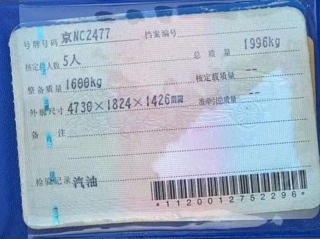 号牌号码 京NC2477 档案编号
核定载人数 5人 总质量 1996kg
整备质量 1600kg 核定载质量 --
外廓尺寸 4730×1824×1426mm 准牵引总质量 --
备注
检验记录 汽油
*1120012752296*